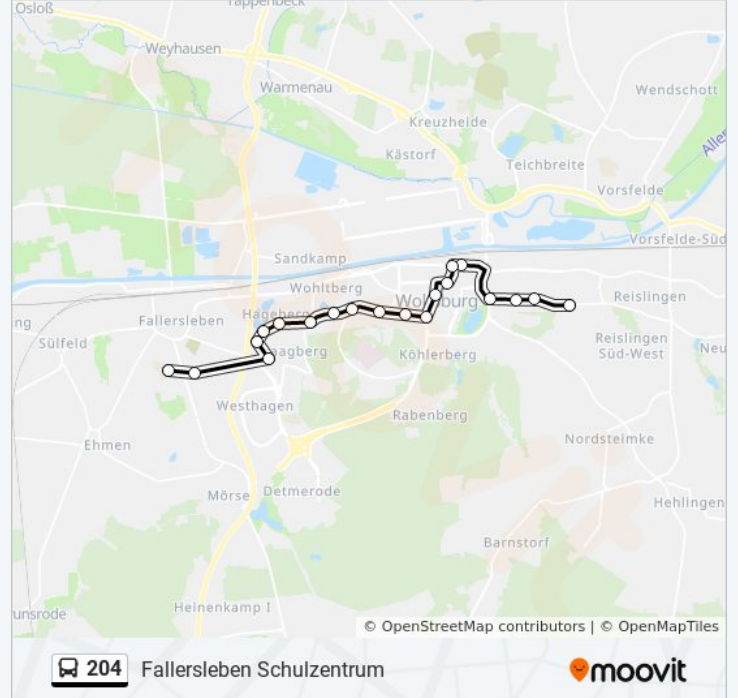 Osloß
Tappenbeck
Weyhausen
Warmenau
Wendschott
Kreuzheide
Kästorf
Aller
Teichbreite
Vorsfelde
Vorsfelde-Süd
Sandkamp
Wohltberg
Wolfsburg
Reislingen
Hageberg
Fallersleben
ng
Sülfeld
aagberg
Köhlerberg
Reislingen
Süd-West
Neu
Westhagen
Rabenberg
Ehmen
Nordsteimke
Mörse
Detmerode
Hehlingen
Barnstorf
unsrode
Heinenkamp I
© OpenStreetMap contributors | © OpenMapTiles
204 Fallersleben Schulzentrum
moovit